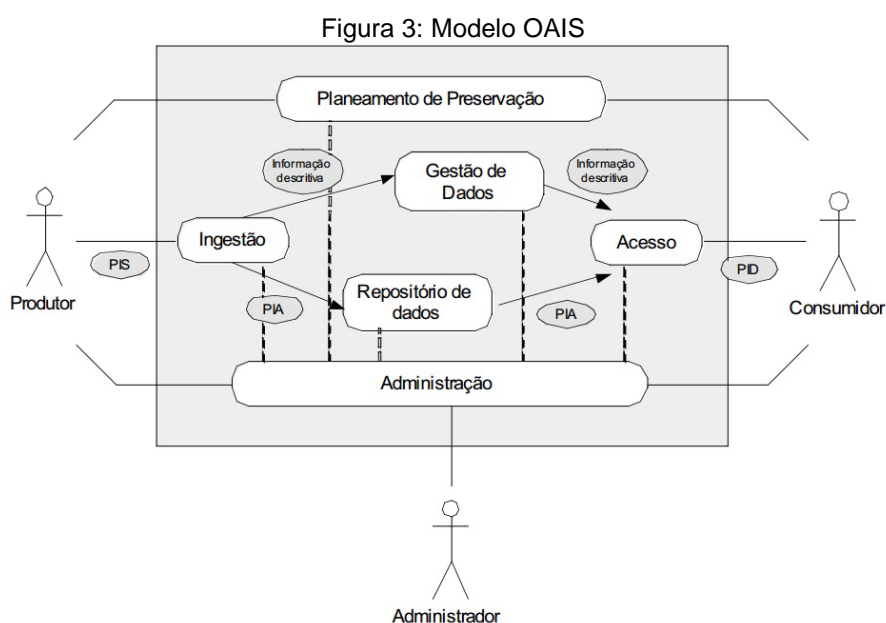 Figura 3: Modelo OAIS
Planeamento de Preservação
Informação
descritiva
Gestão de
Dados
Informação
descritiva
Ingestão
Acesso
PIS
PID
Produtor
Consumidor
PIA
Repositório de
dados
PIA
Administração
Administrador